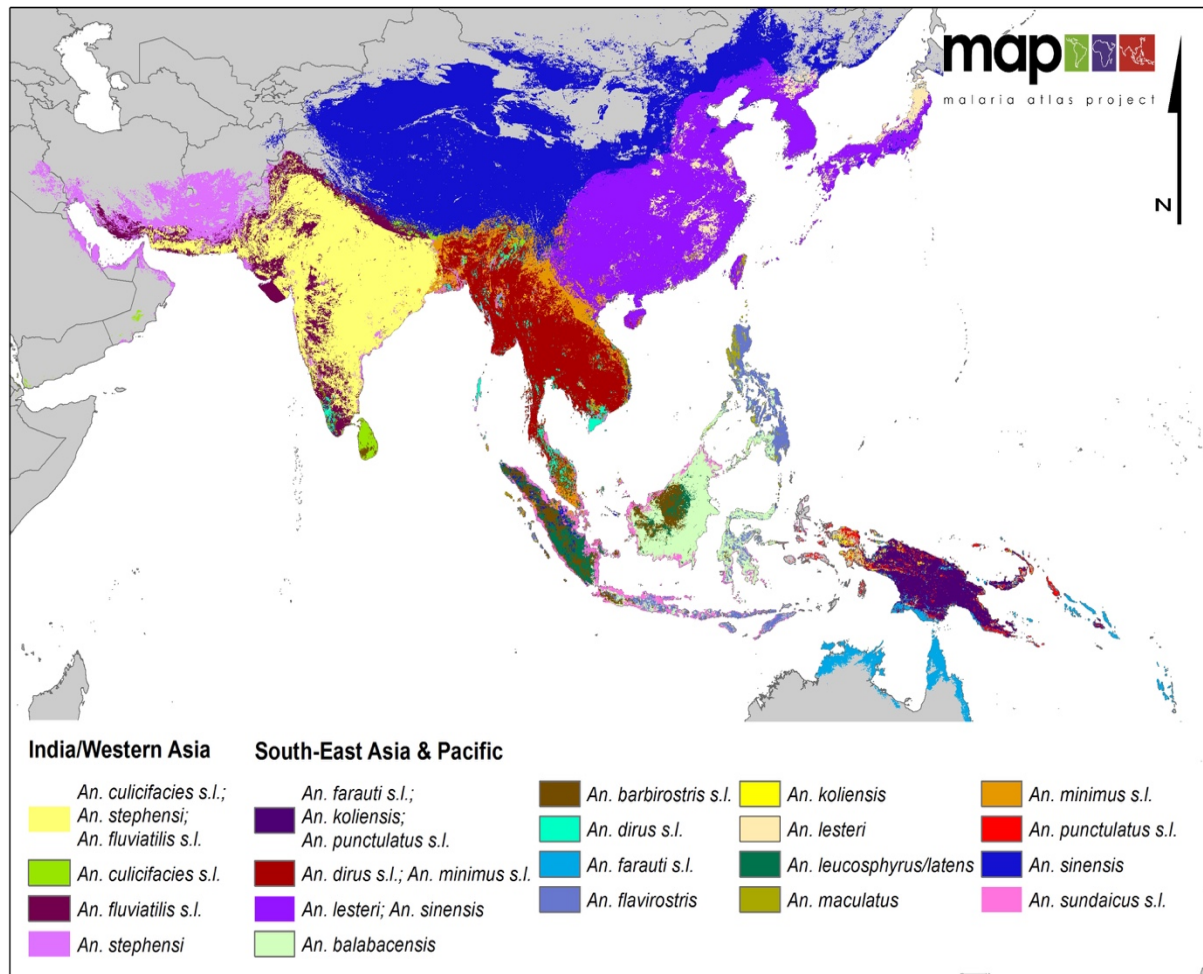 map
malaria atlas project
N
India/Western Asia
An. culicifacies s.l.;
An. stephensi;
An. fluviatilis s.l.
An. culicifacies s.l.
An. fluviatilis s.l.
An. stephensi
South-East Asia & Pacific
An. farauti s.l.;
An. koliensis;
An. punctulatus s.l.
An. dirus s.l.; An. minimus s.l.
An. lesteri; An. sinensis
An. balabacensis
An. barbirostris s.l.
An. dirus s.l.
An. farauti s.l.
An. flavirostris
An. koliensis
An. lesteri
An. leucosphyrus/latens
An. maculatus
An. minimus s.l.
An. punctulatus s.l.
An. sinensis
An. sundaicus s.l.